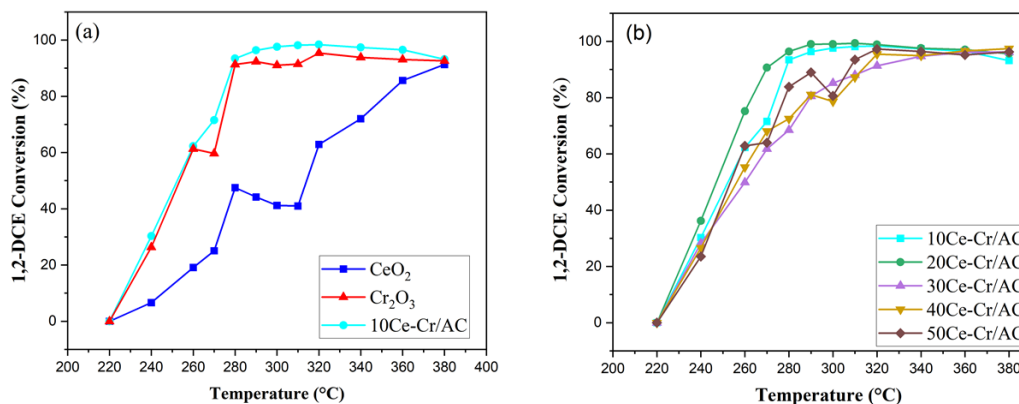 (a)
100
80
60
40
20
0
1,2-DCE Conversion (%)
CeO₂
Cr₂O₃
10Ce-Cr/AC
200 220 240 260 280 300 320 340 360 380 400
Temperature (°C)
(b)
100
80
60
40
20
0
1,2-DCE Conversion (%)
10Ce-Cr/AC
20Ce-Cr/AC
30Ce-Cr/AC
40Ce-Cr/AC
50Ce-Cr/AC
200 220 240 260 280 300 320 340 360 380
Temperature (°C)